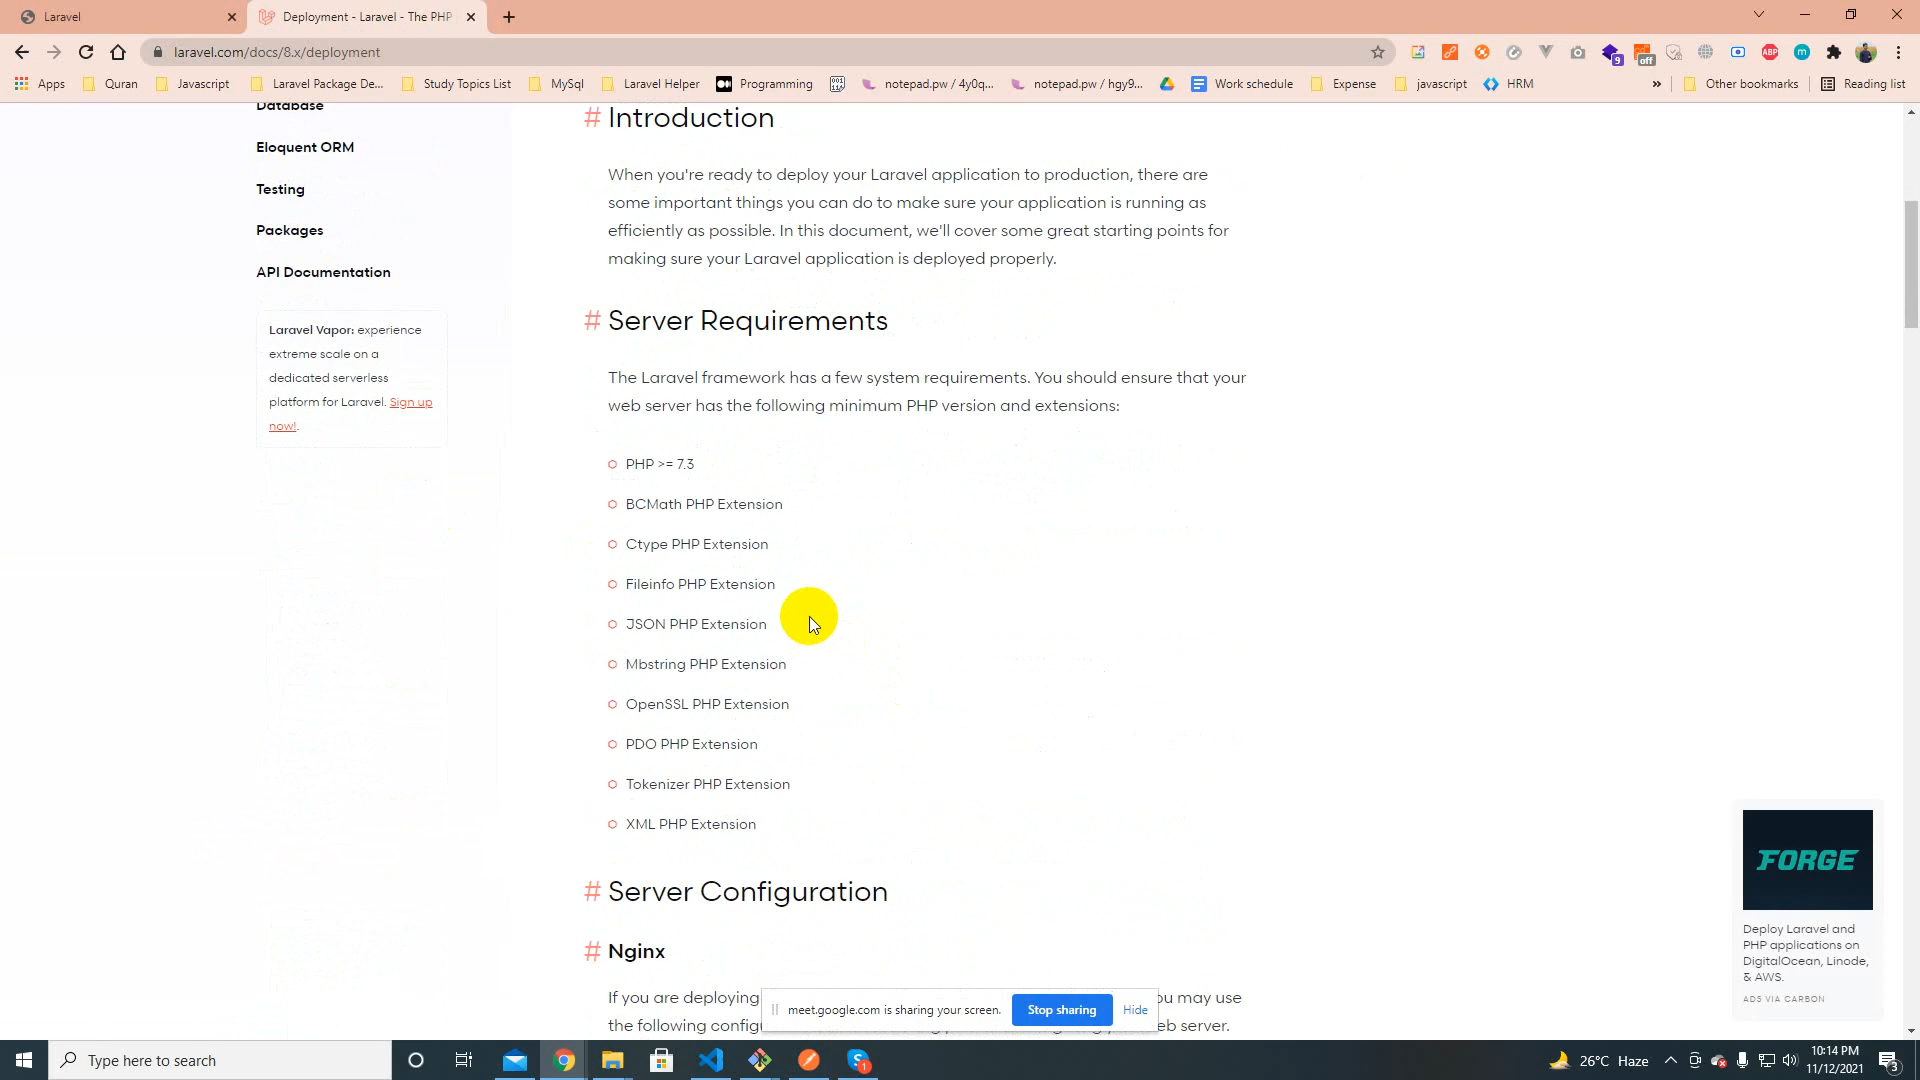 Laravel
Deployment - Laravel - The PHP
laravel.com/docs/8.x/deployment
9
off
ABP
m
Apps
Quran
Javascript
Laravel Package De...
Study Topics List
MySql
Laravel Helper
Programming
notepad.pw / 4y0q...
notepad.pw / hgy9...
Work schedule
Expense
javascript
HRM
»
Other bookmarks
Reading list
Database
Eloquent ORM
Testing
Packages
API Documentation
Laravel Vapor: experience
extreme scale on a
dedicated serverless
platform for Laravel. Sign up
now!.
# Introduction
When you're ready to deploy your Laravel application to production, there are
some important things you can do to make sure your application is running as
efficiently as possible. In this document, we'll cover some great starting points for
making sure your Laravel application is deployed properly.
# Server Requirements
The Laravel framework has a few system requirements. You should ensure that your
web server has the following minimum PHP version and extensions:
PHP >= 7.3
BCMath PHP Extension
Ctype PHP Extension
Fileinfo PHP Extension
JSON PHP Extension
Mbstring PHP Extension
OpenSSL PHP Extension
PDO PHP Extension
Tokenizer PHP Extension
XML PHP Extension
# Server Configuration
# Nginx
If you are deploying
ou may use
the following configu
eb server.
FORGE
Deploy Laravel and
PHP applications on
DigitalOcean, Linode,
& AWS.
ADS VIA CARBON
meet.google.com is sharing your screen.
Stop sharing
Hide
Type here to search
1
26°C Haze
10:14 PM
11/12/2021
3